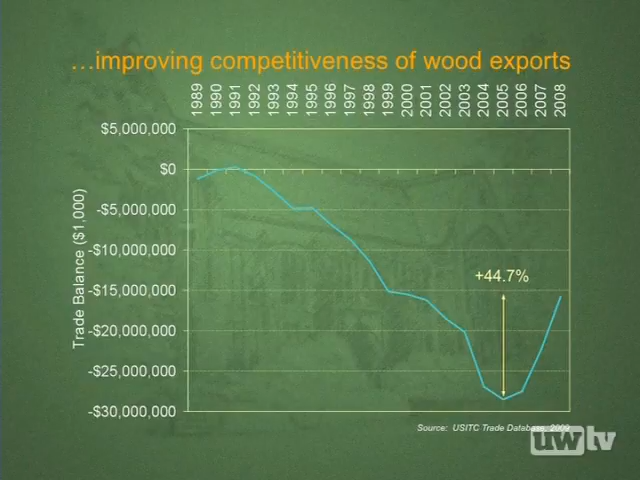 ...improving competitiveness of wood exports
1989 1990 1991 1992 1993 1994 1995 1996 1997 1998 1999 2000 2001 2002 2003 2004 2005 2006 2007 2008
$5,000,000
$0
-$5,000,000
-$10,000,000
-$15,000,000
-$20,000,000
-$25,000,000
-$30,000,000
Trade Balance ($1,000)
+44.7%
Source: USITC Trade Database, 2009
uwtv